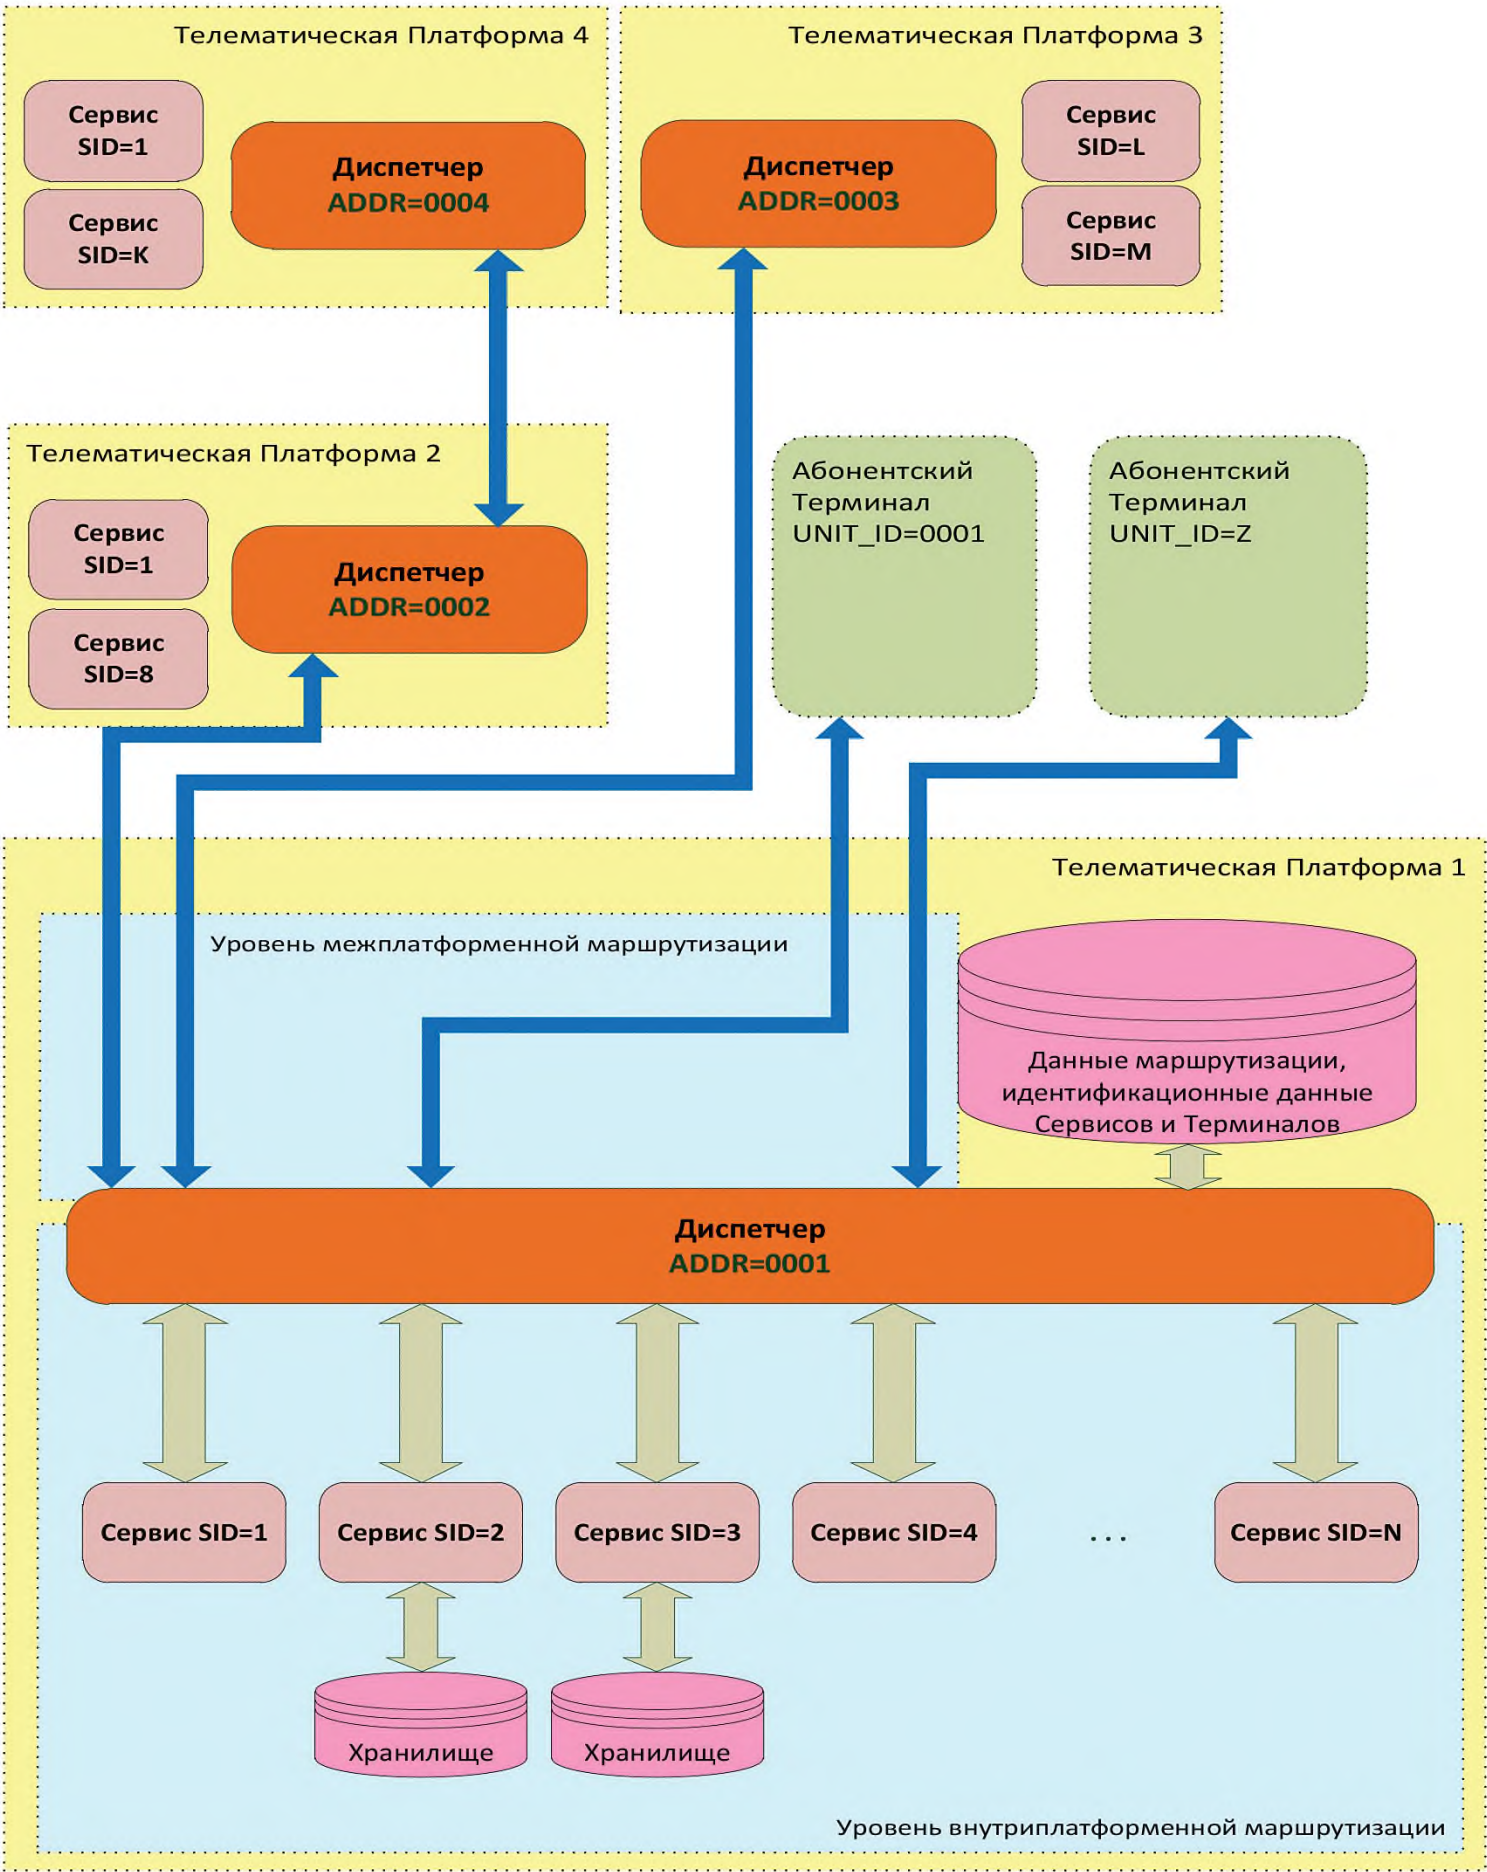 Телематическая Платформа 4
Сервис
SID=1
Сервис
SID=K
Диспетчер
ADDR=0004
Телематическая Платформа 3
Диспетчер
ADDR=0003
Сервис
SID=L
Сервис
SID=M
Телематическая Платформа 2
Сервис
SID=1
Сервис
SID=8
Диспетчер
ADDR=0002
Абонентский
Терминал
UNIT_ID=0001
Абонентский
Терминал
UNIT_ID=Z
Телематическая Платформа 1
Уровень межплатформенной маршрутизации
Данные маршрутизации,
идентификационные данные
Сервисов и Терминалов
Диспетчер
ADDR=0001
Сервис SID=1
Сервис SID=2
Сервис SID=3
Сервис SID=4
...
Сервис SID=N
Хранилище
Хранилище
Уровень внутриплатформенной маршрутизации